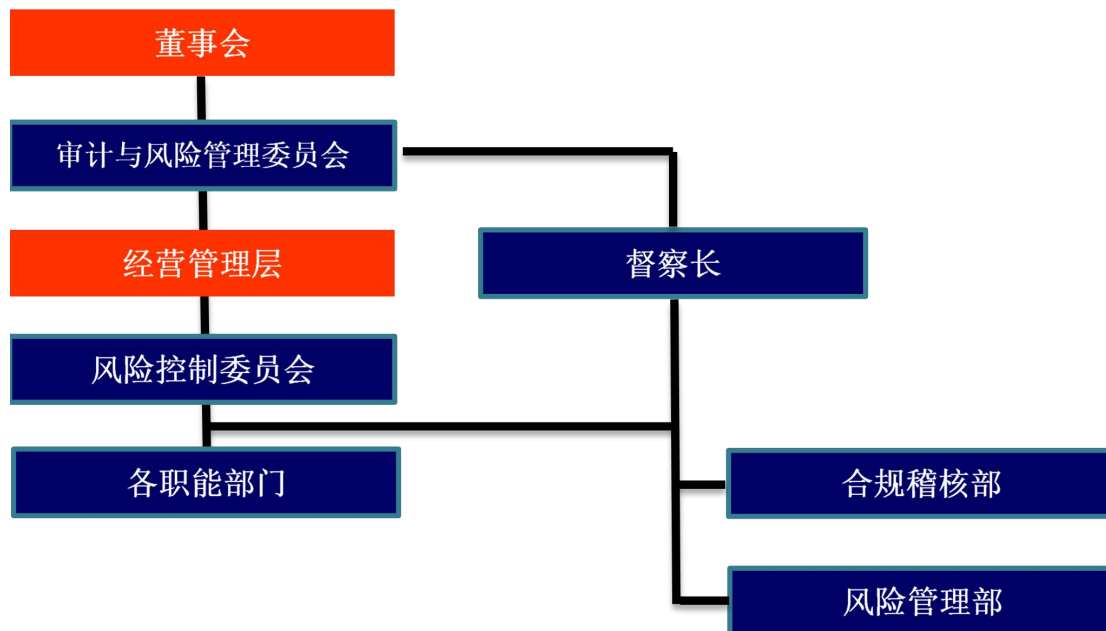 董事会
审计与风险管理委员会
经营管理层
督察长
风险控制委员会
各职能部门
合规稽核部
风险管理部